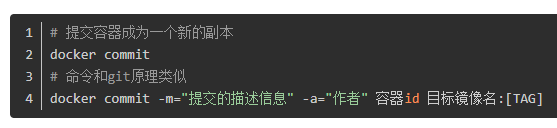 1 # 提交容器成为一个新的副本
2 docker commit
3 # 命令和git原理类似
4 docker commit -m="提交的描述信息" -a="作者" 容器id 目标镜像名:[TAG]